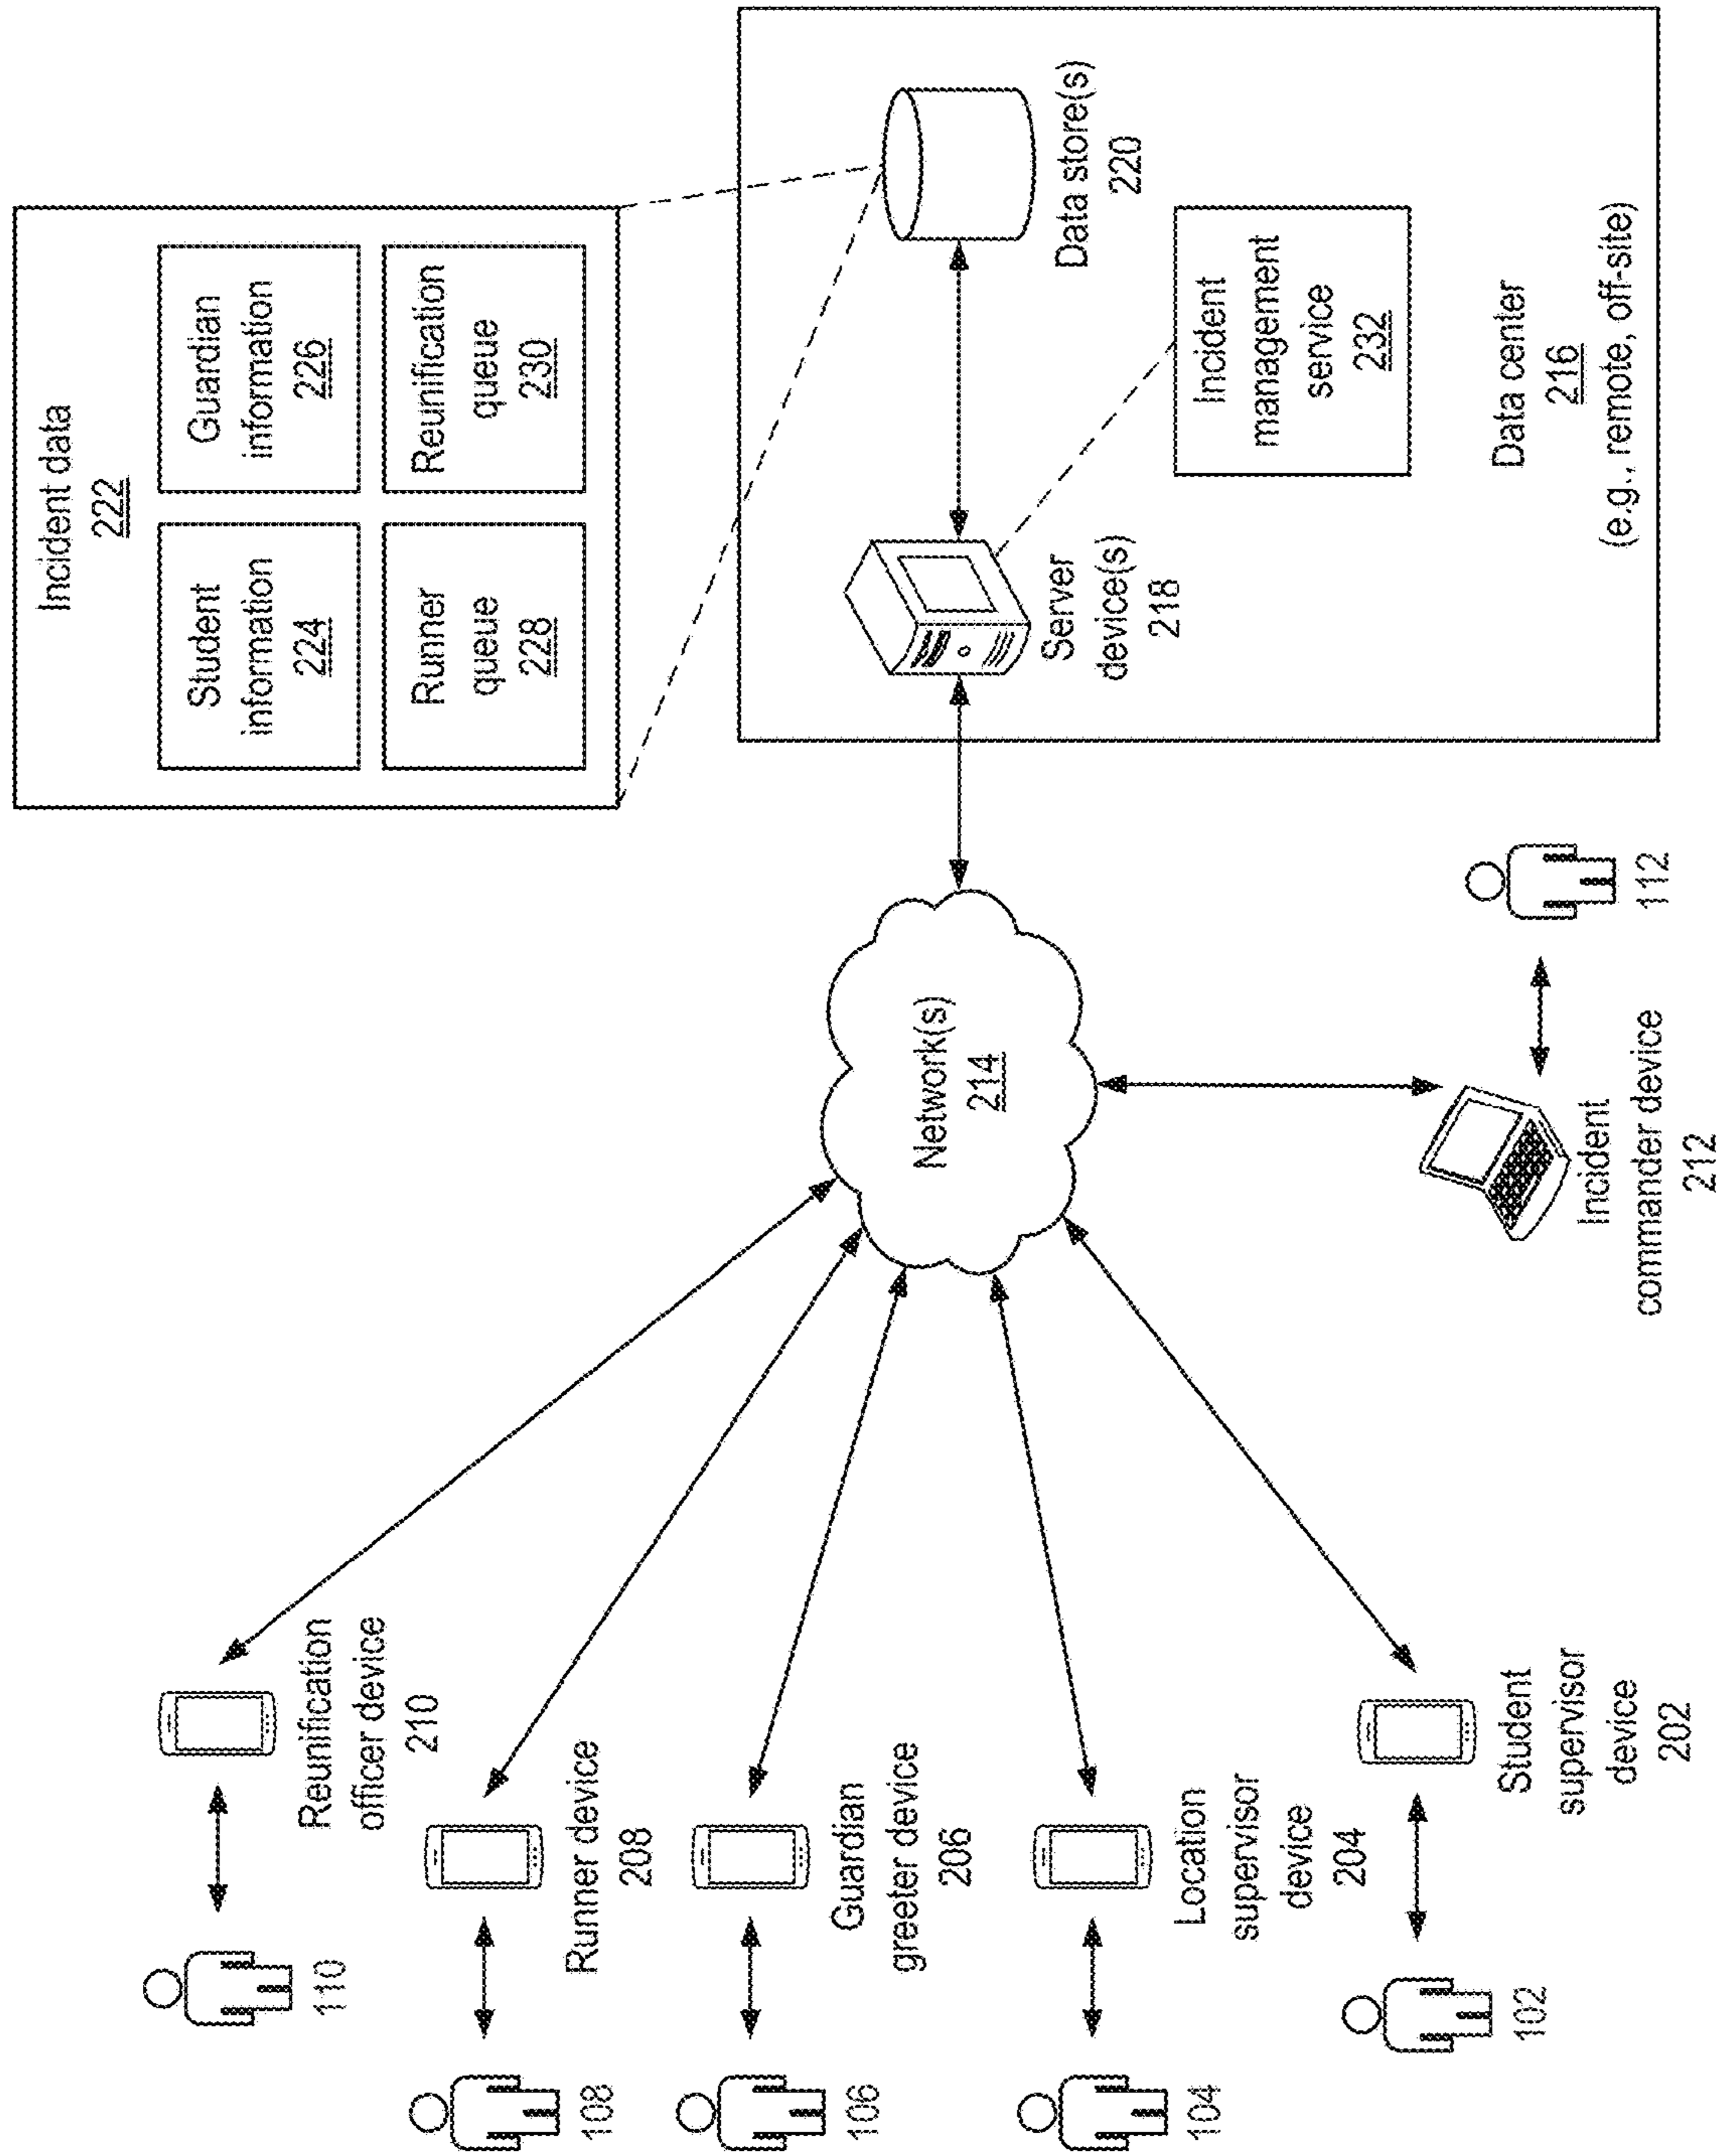 110
Reunification
officer device
210
108
Runner device
208
106
Guardian
greeter device
206
104
Location
supervisor
device
204
102
Student
supervisor
device
202
Network(s)
214
Incident
commander device
212
112
Incident data
222
Student
information
224
Guardian
information
226
Runner
queue
228
Reunification
queue
230
Server
device(s)
218
Data store(s)
220
Incident
management
service
232
Data center
216
(e.g., remote, off-site)